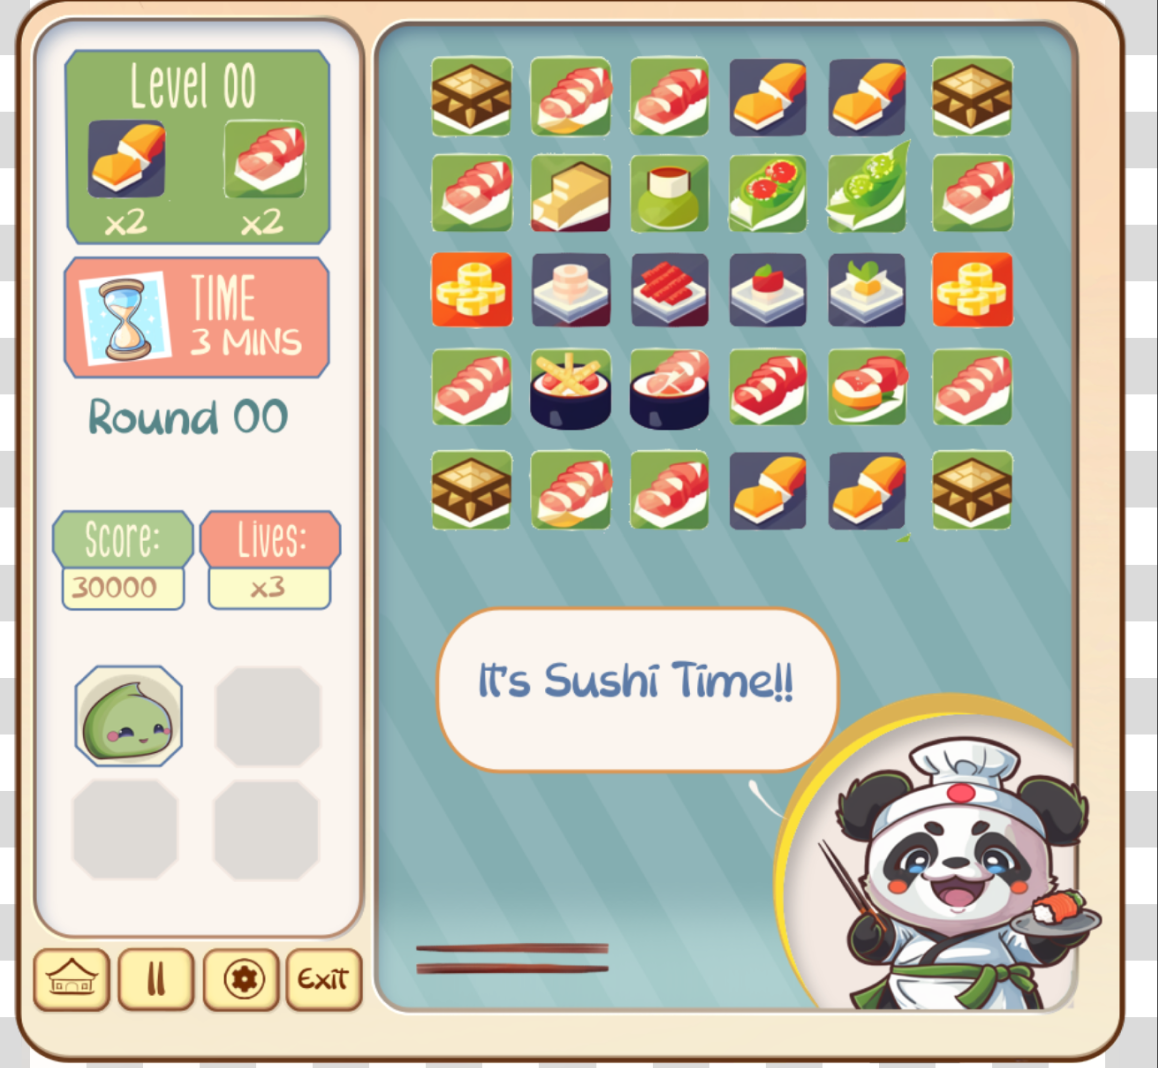 Level 00
x2
x2
TIME
3 MINS
Round 00
Score:
Lives:
30000
x3
Exit
It's Sushi Time!!